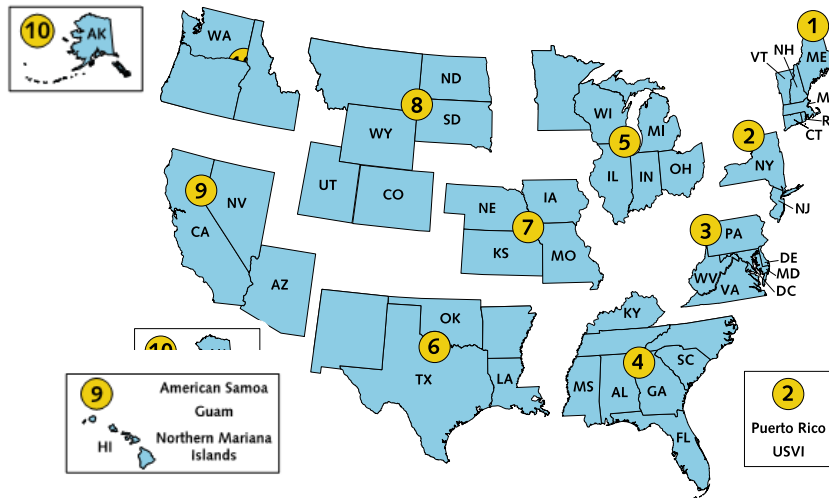 10
AK
WA
1
ME
VT
NH
M
R
CT
ND
8
WY
SD
WI
5
MI
2
NY
NJ
9
NV
UT
CO
IL
IN
OH
NE
IA
7
KS
MO
CA
AZ
3
PA
DE
WV
MD
VA
DC
OK
6
TX
LA
KY
4
SC
MS
AL
GA
FL
10
9
American Samoa
Guam
HI
Northern Mariana
Islands
2
Puerto Rico
USVI